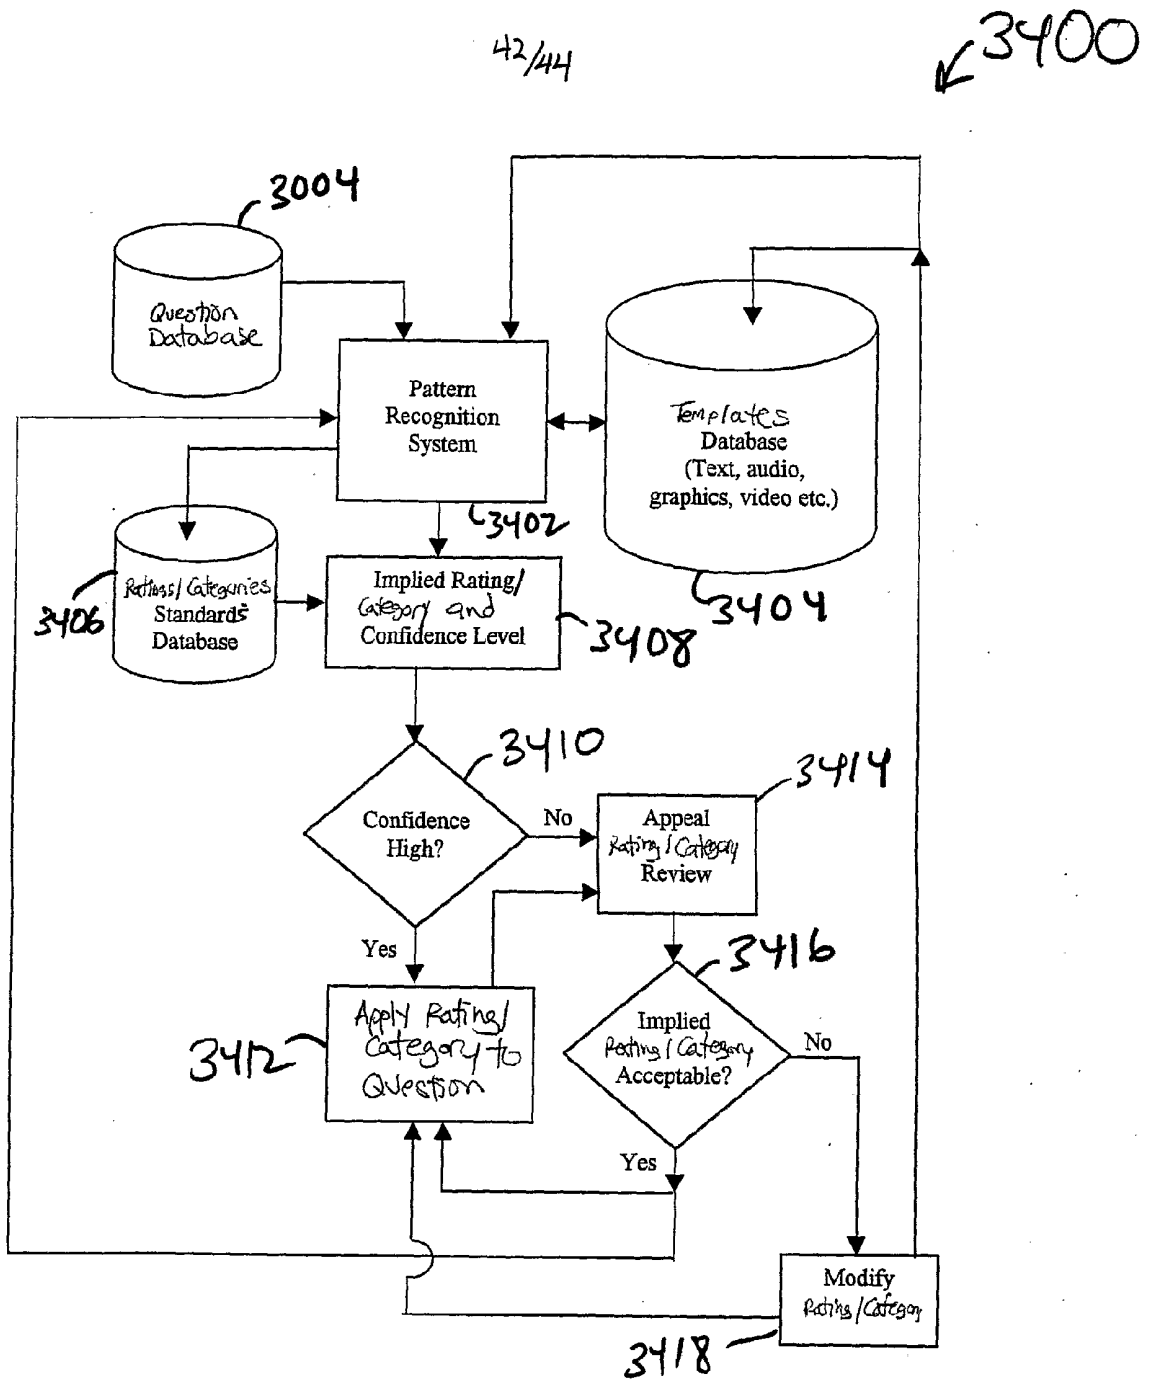 42/44
3400
3004
Question
Database
Pattern
Recognition
System
3402
Templates
Database
(Text, audio,
graphics, video etc.)
3404
Ratings/Categories
Standards
Database
3406
Implied Rating/
Category and
Confidence Level
3408
3410
Confidence
High?
No
Yes
3414
Appeal
Rating/Category
Review
3416
Implied
Rating/Category
Acceptable?
No
Yes
Apply Rating/
Category to
Question
3412
Modify
Rating/Category
3418